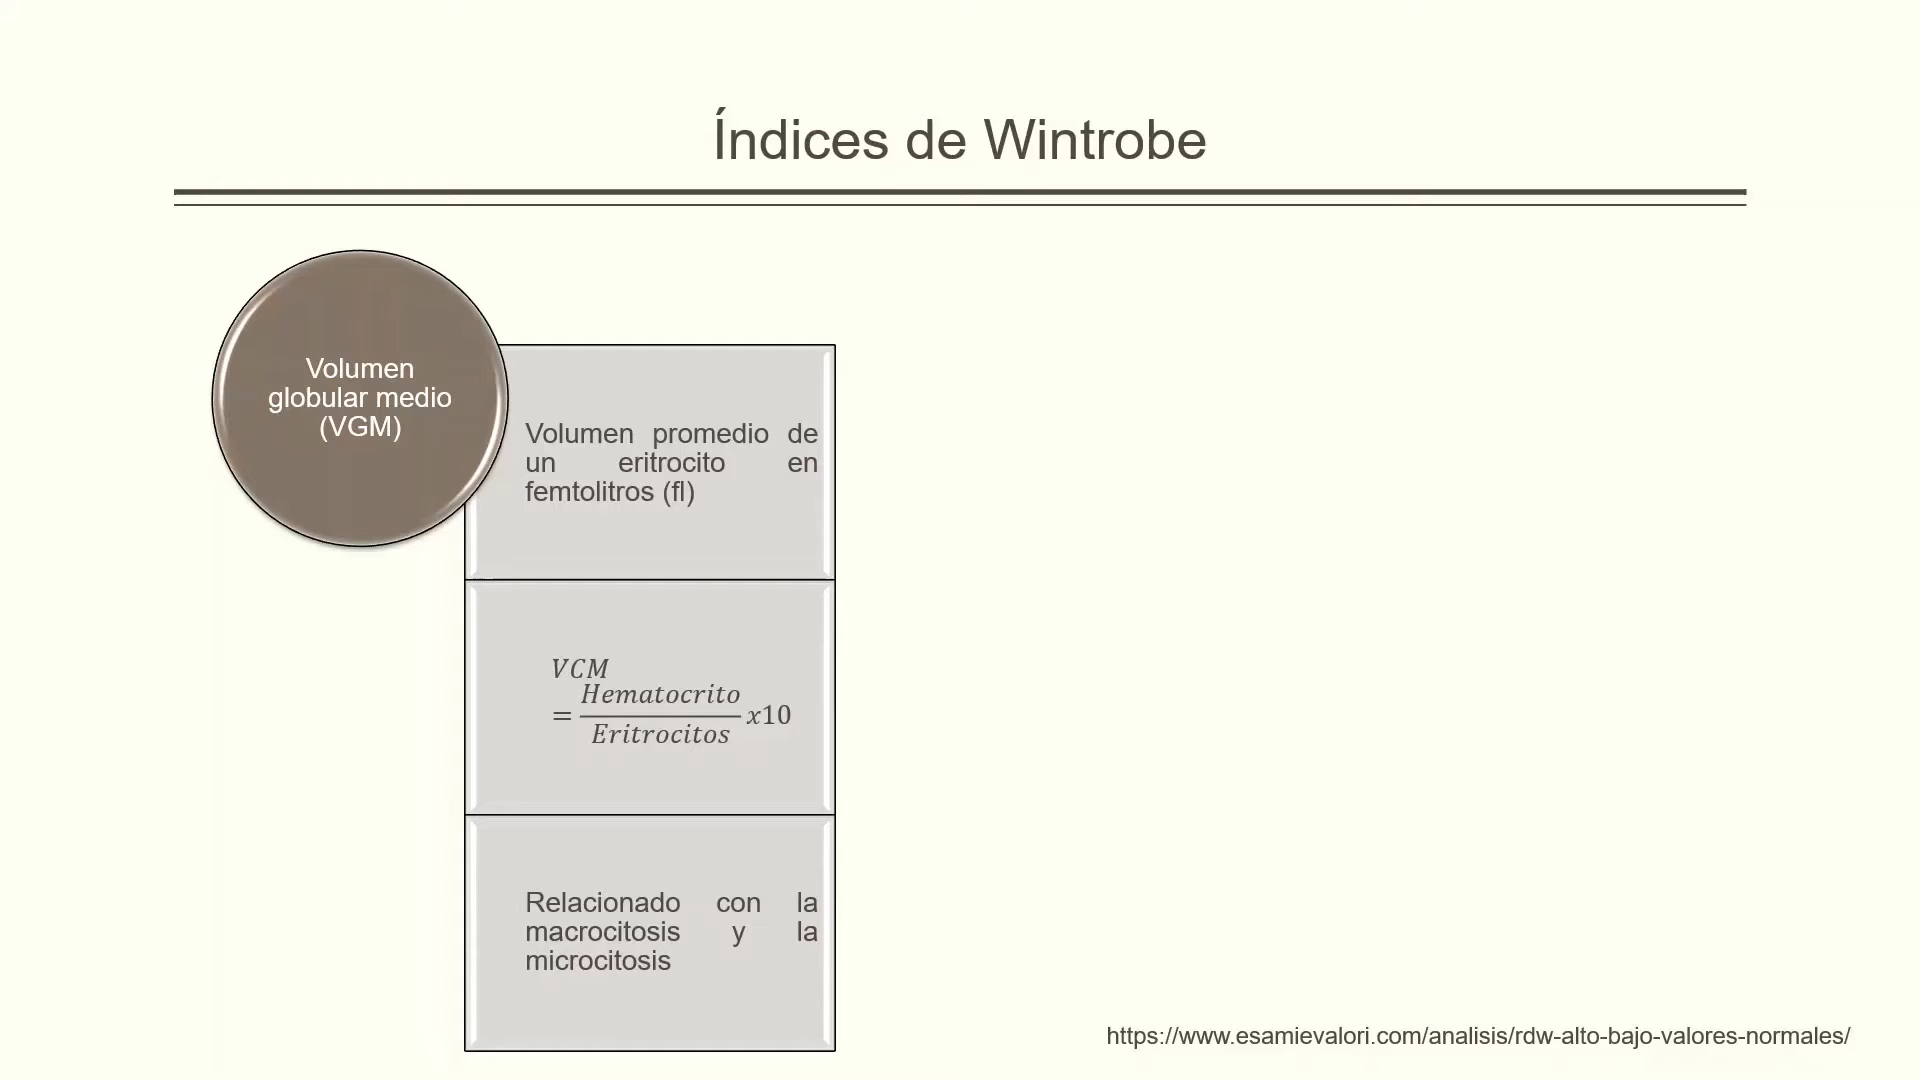 Índices de Wintrobe
Volumen
globular medio
(VGM)
Volumen promedio de
un eritrocito en
femtolitros (fl)
VCM
= Hematocrito / Eritrocitos x10
Relacionado con la
macrocitosis y la
microcitosis
https://www.esamievalori.com/analisis/rdw-alto-bajo-valores-normales/